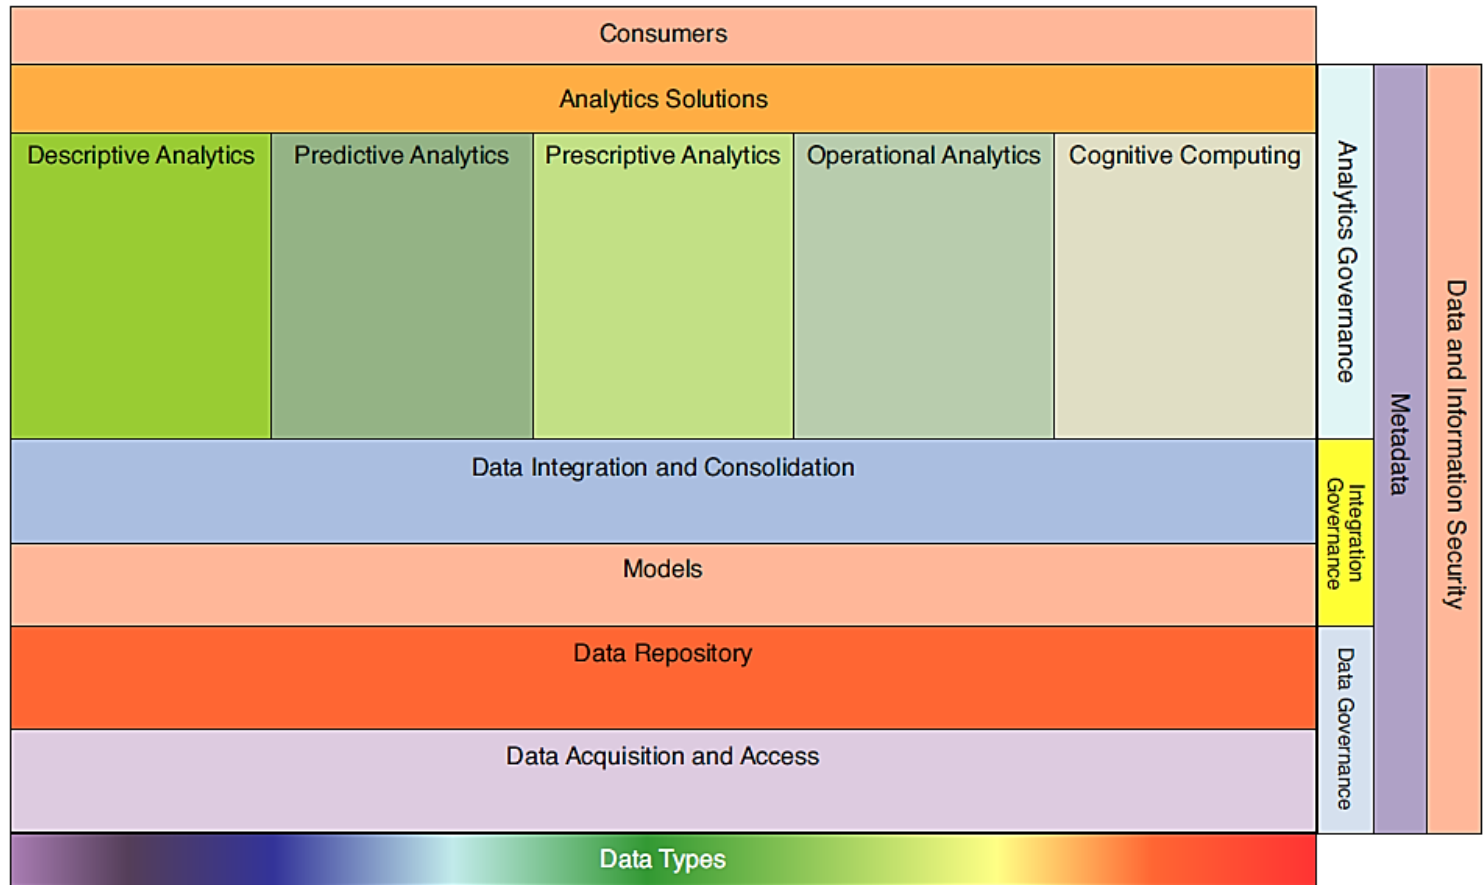 Consumers
Analytics Solutions
Descriptive Analytics
Predictive Analytics
Prescriptive Analytics
Operational Analytics
Cognitive Computing
Data Integration and Consolidation
Models
Data Repository
Data Acquisition and Access
Data Types
Analytics Governance
Integration
Governance
Data Governance
Metadata
Data and Information Security